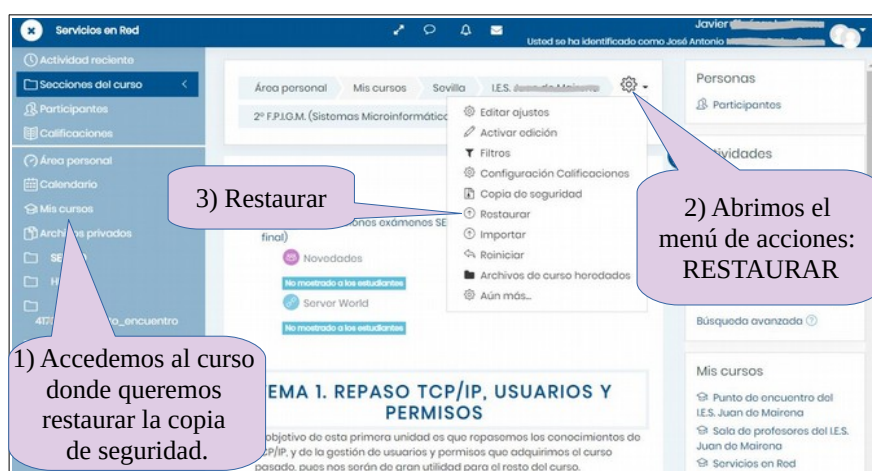 Servicios en Red
Javier
Usted se ha identificado como José Antonio
Actividad reciente
Secciones del curso
Participantes
Calificaciones
Área personal
Calendario
Mis cursos
Archivos privados
Área personal
Mis cursos
Sevilla
I.E.S.
2º F.P.I.G.M. (Sistemas Microinformátic
Editar ajustes
Activar edición
Filtros
Configuración Calificaciones
Copia de seguridad
Restaurar
Importar
Reiniciar
Archivos de curso heredados
Aún más...
Personas
Participantes
vidades
3) Restaurar
2) Abrimos el
menú de acciones:
RESTAURAR
1) Accedemos al curso
donde queremos
restaurar la copia
de seguridad.
exámenes SE
final)
Novedades
No mostrado a los estudiantes
Server World
No mostrado a los estudiantes
o_encuentro
TEMA 1. REPASO TCP/IP, USUARIOS Y
PERMISOS
objetivo de esta primera unidad es que repasemos los conocimientos de
CP/IP, y de la gestión de usuarios y permisos que adquirimos el curso
pasado, pues nos serán de gran utilidad para el resto del curso.
Búsqueda avanzada
Mis cursos
Punto de encuentro del
I.E.S. Juan de Mairena
Sala de profesores del I.E.S.
Juan de Mairena
Servicios en Red